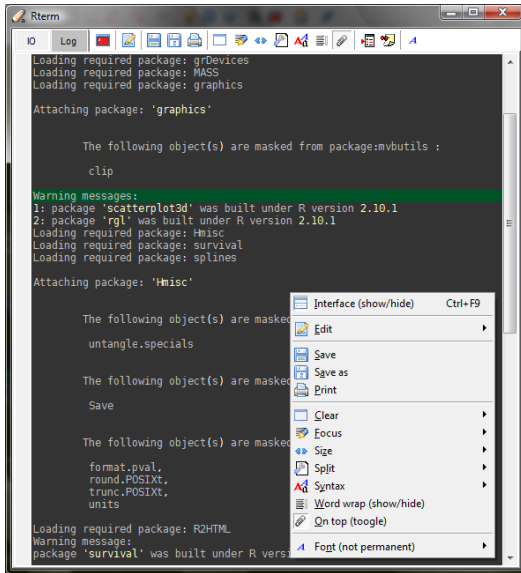 Rterm
IO Log
Loading required package: grDevices
Loading required package: MASS
Loading required package: graphics
Attaching package: 'graphics'
The following object(s) are masked from package:mvbutils :
clip
Warning messages:
1: package 'scatterplot3d' was built under R version 2.10.1
2: package 'rgl' was built under R version 2.10.1
Loading required package: Hmisc
Loading required package: survival
Loading required package: splines
Attaching package: 'Hmisc'
The following object(s) are masked
untangle.specials
The following object(s) are masked
Save
The following object(s) are masked
format.pval,
round.POSIXt,
trunc.POSIXt,
units
Loading required package: R2HTML
Warning message:
package 'survival' was built under R versi
Interface (show/hide) Ctrl+F9
Edit
Save
Save as
Print
Clear
Focus
Size
Split
Syntax
Word wrap (show/hide)
On top (toogle)
Font (not permanent)